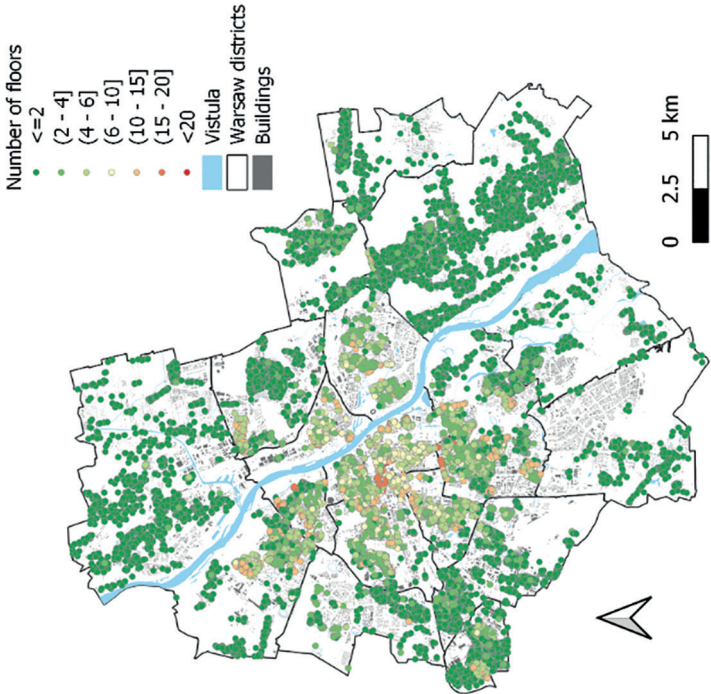 Number of floors
<=2
(2 - 4]
(4 - 6]
(6 - 10]
(10 - 15]
(15 - 20]
<20
Vistula
Warsaw districts
Buildings
0 2.5 5 km